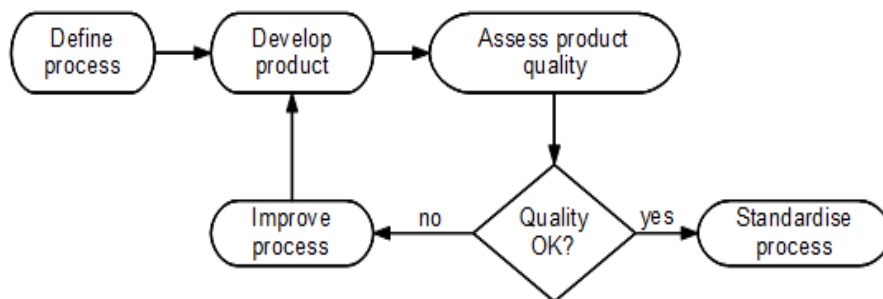 Define
process
Develop
product
Assess product
quality
Improve
process
no
Quality
OK?
yes
Standardise
process